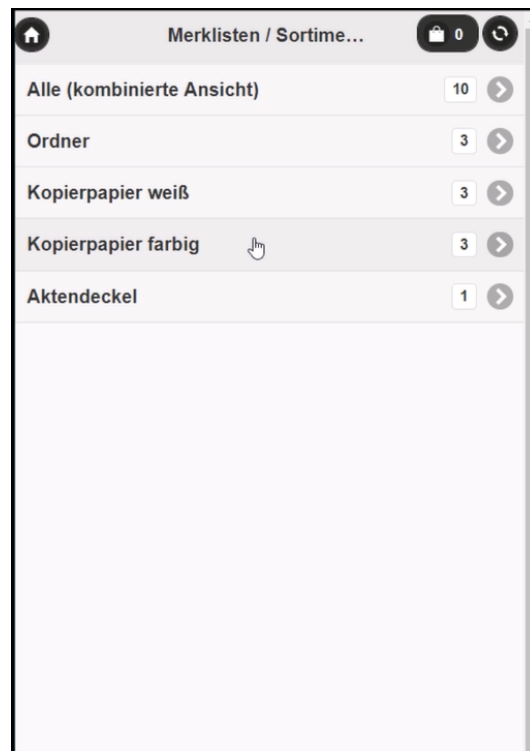 Merklisten / Sortime...
0
Alle (kombinierte Ansicht) 10
Ordner 3
Kopierpapier weiß 3
Kopierpapier farbig 3
Aktendeckel 1